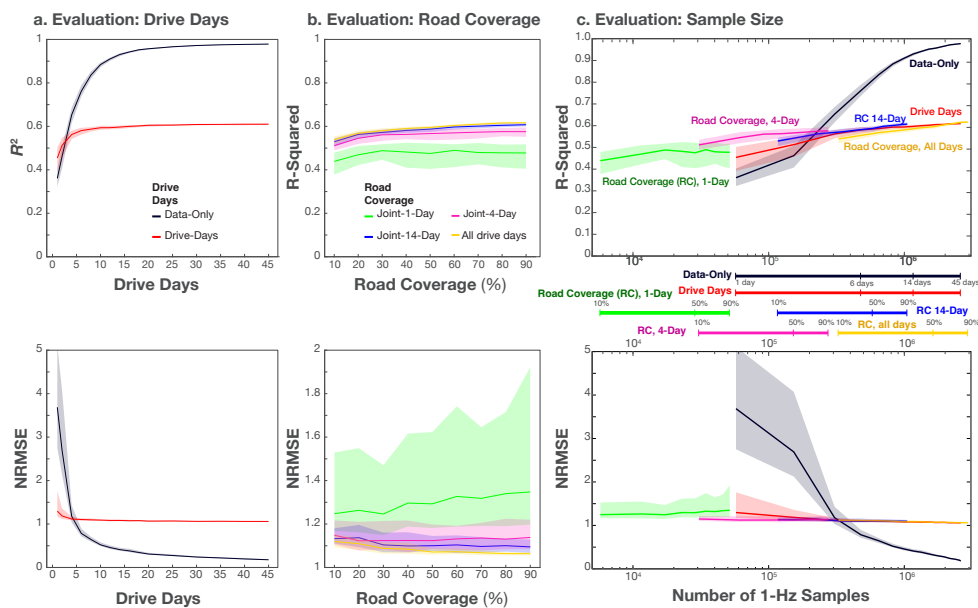 a. Evaluation: Drive Days
b. Evaluation: Road Coverage
c. Evaluation: Sample Size
R²
1
0.8
0.6
0.4
0.2
0
Drive
Days
Data-Only
Drive-Days
0 5 10 15 20 25 30 35 40 45
Drive Days
R-Squared
1
0.8
0.6
0.4
0.2
0
Road
Coverage
Joint-1-Day
Joint-4-Day
Joint-14-Day
All drive days
10 20 30 40 50 60 70 80 90
Road Coverage (%)
R-Squared
1.0
0.9
0.8
0.7
0.6
0.5
0.4
0.3
0.2
0.1
0.0
Data-Only
Drive Days
Road Coverage, 4-Day
RC 14-Day
Road Coverage, All Days
Road Coverage (RC), 1-Day
10⁴ 10⁵ 10⁶
Data-Only
1 day 6 days 14 days 45 days
Drive Days
Road Coverage (RC), 1-Day
10% 50% 90%
10% 50% 90%
RC 14-Day
RC, 4-Day
10% 50% 90%
RC, all days
10% 50% 90%
10⁴ 10⁵ 10⁶
NRMSE
5
4
3
2
1
0
0 5 10 15 20 25 30 35 40 45
Drive Days
NRMSE
2
1.8
1.6
1.4
1.2
1
10 20 30 40 50 60 70 80 90
Road Coverage (%)
NRMSE
5
4
3
2
1
0
10⁴ 10⁵ 10⁶
Number of 1-Hz Samples